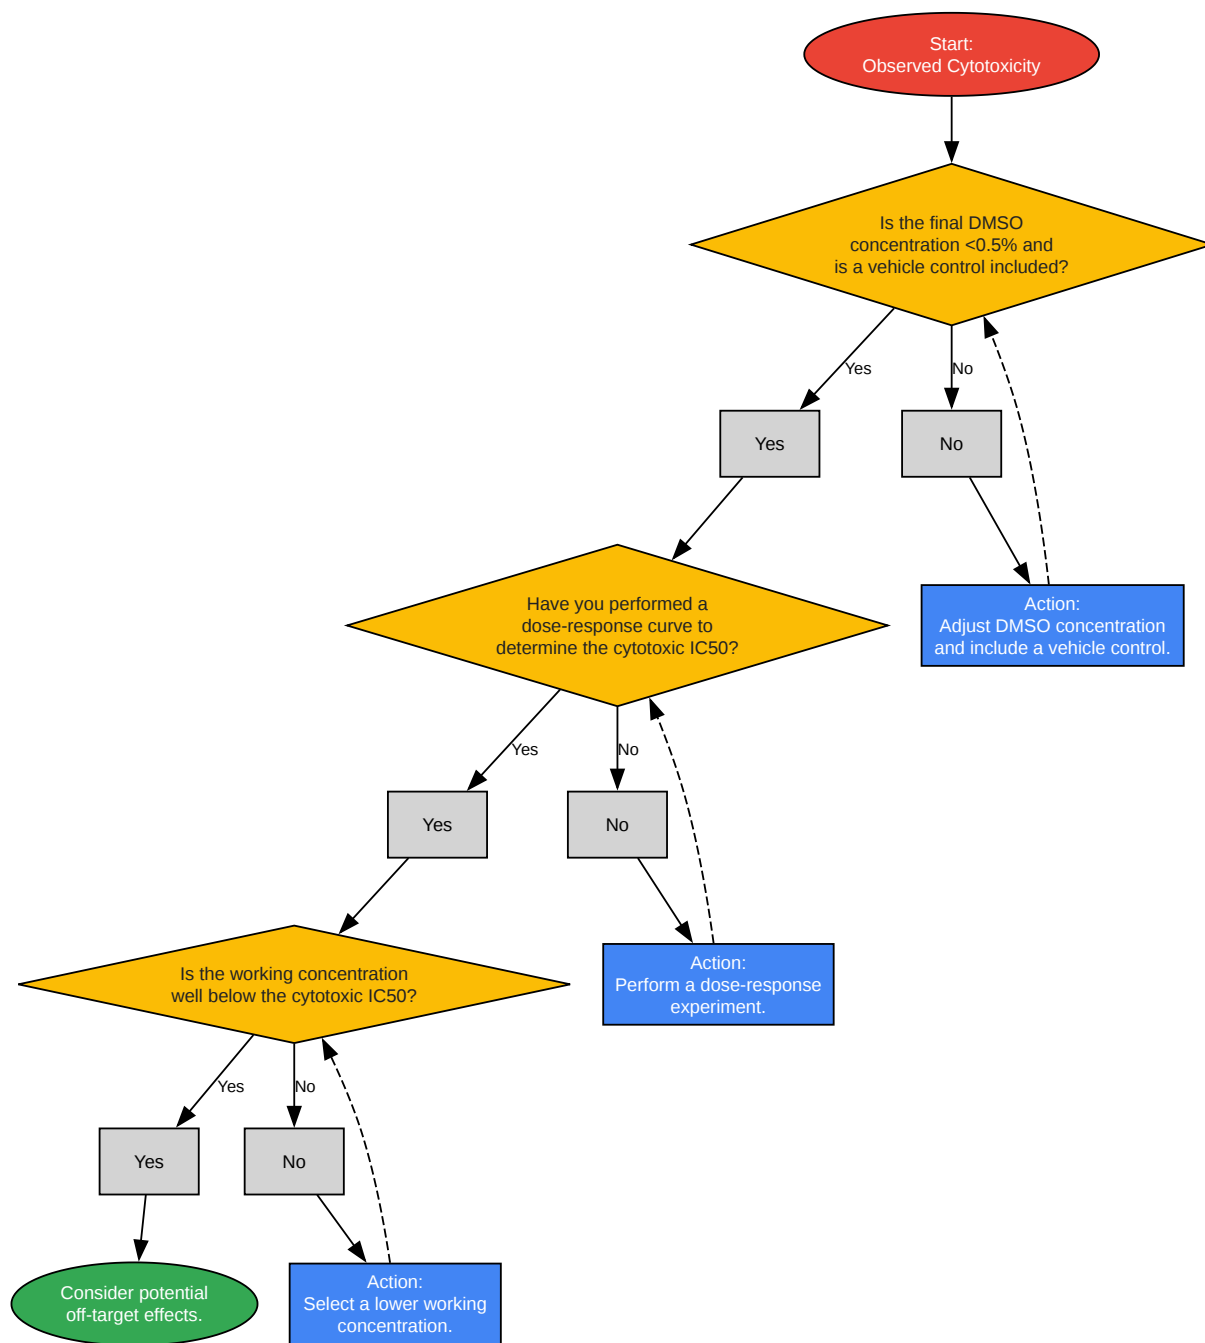 Start:
Observed Cytotoxicity
Is the final DMSO
concentration <0.5% and
is a vehicle control included?
Yes
No
Yes
No
Action:
Adjust DMSO concentration
and include a vehicle control.
Have you performed a
dose-response curve to
determine the cytotoxic IC50?
Yes
No
Yes
No
Action:
Perform a dose-response
experiment.
Is the working concentration
well below the cytotoxic IC50?
Yes
No
Yes
No
Consider potential
off-target effects.
Action:
Select a lower working
concentration.